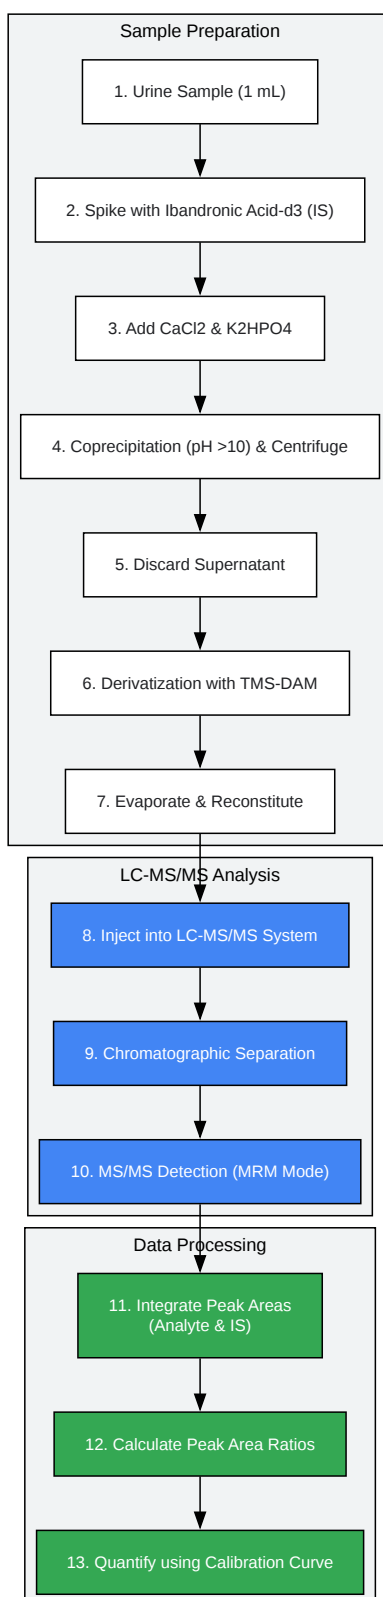 Sample Preparation
1. Urine Sample (1 mL)
2. Spike with Ibandronic Acid-d3 (IS)
3. Add CaCl2 & K2HPO4
4. Coprecipitation (pH >10) & Centrifuge
5. Discard Supernatant
6. Derivatization with TMS-DAM
7. Evaporate & Reconstitute
LC-MS/MS Analysis
8. Inject into LC-MS/MS System
9. Chromatographic Separation
10. MS/MS Detection (MRM Mode)
Data Processing
11. Integrate Peak Areas
(Analyte & IS)
12. Calculate Peak Area Ratios
13. Quantify using Calibration Curve